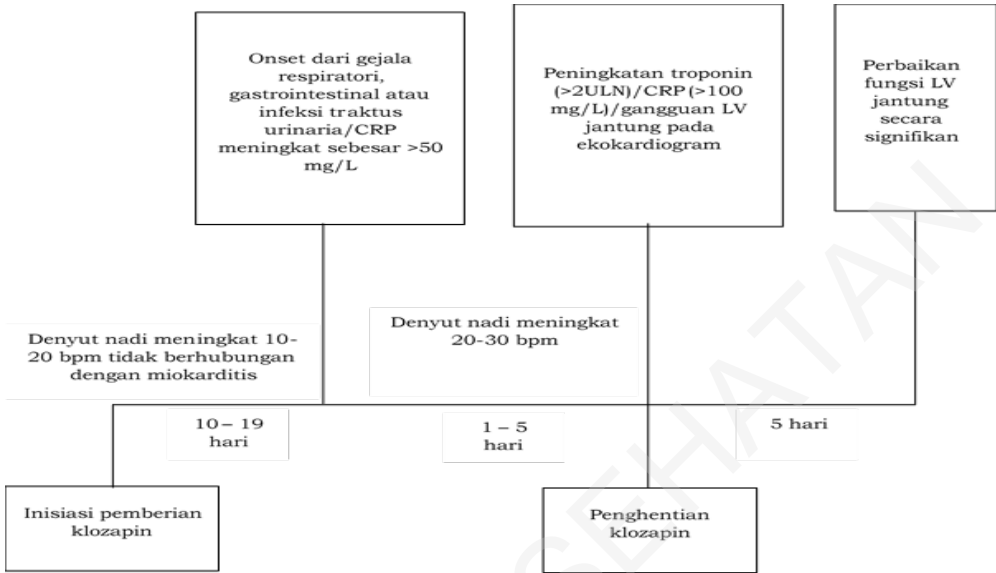 Onset dari gejala
respiratori,
gastrointestinal atau
infeksi traktus
urinaria/CRP
meningkat sebesar >50
mg/L
Peningkatan troponin
(>2ULN)/CRP(>100
mg/L)/gangguan LV
jantung pada
ekokardiogram
Perbaikan
fungsi LV
jantung
secara
signifikan
Denyut nadi meningkat 10-
20 bpm tidak berhubungan
dengan miokarditis
Denyut nadi meningkat
20-30 bpm
10 – 19
hari
1 – 5
hari
5 hari
Inisiasi pemberian
klozapin
Penghentian
klozapin
SEHATAN